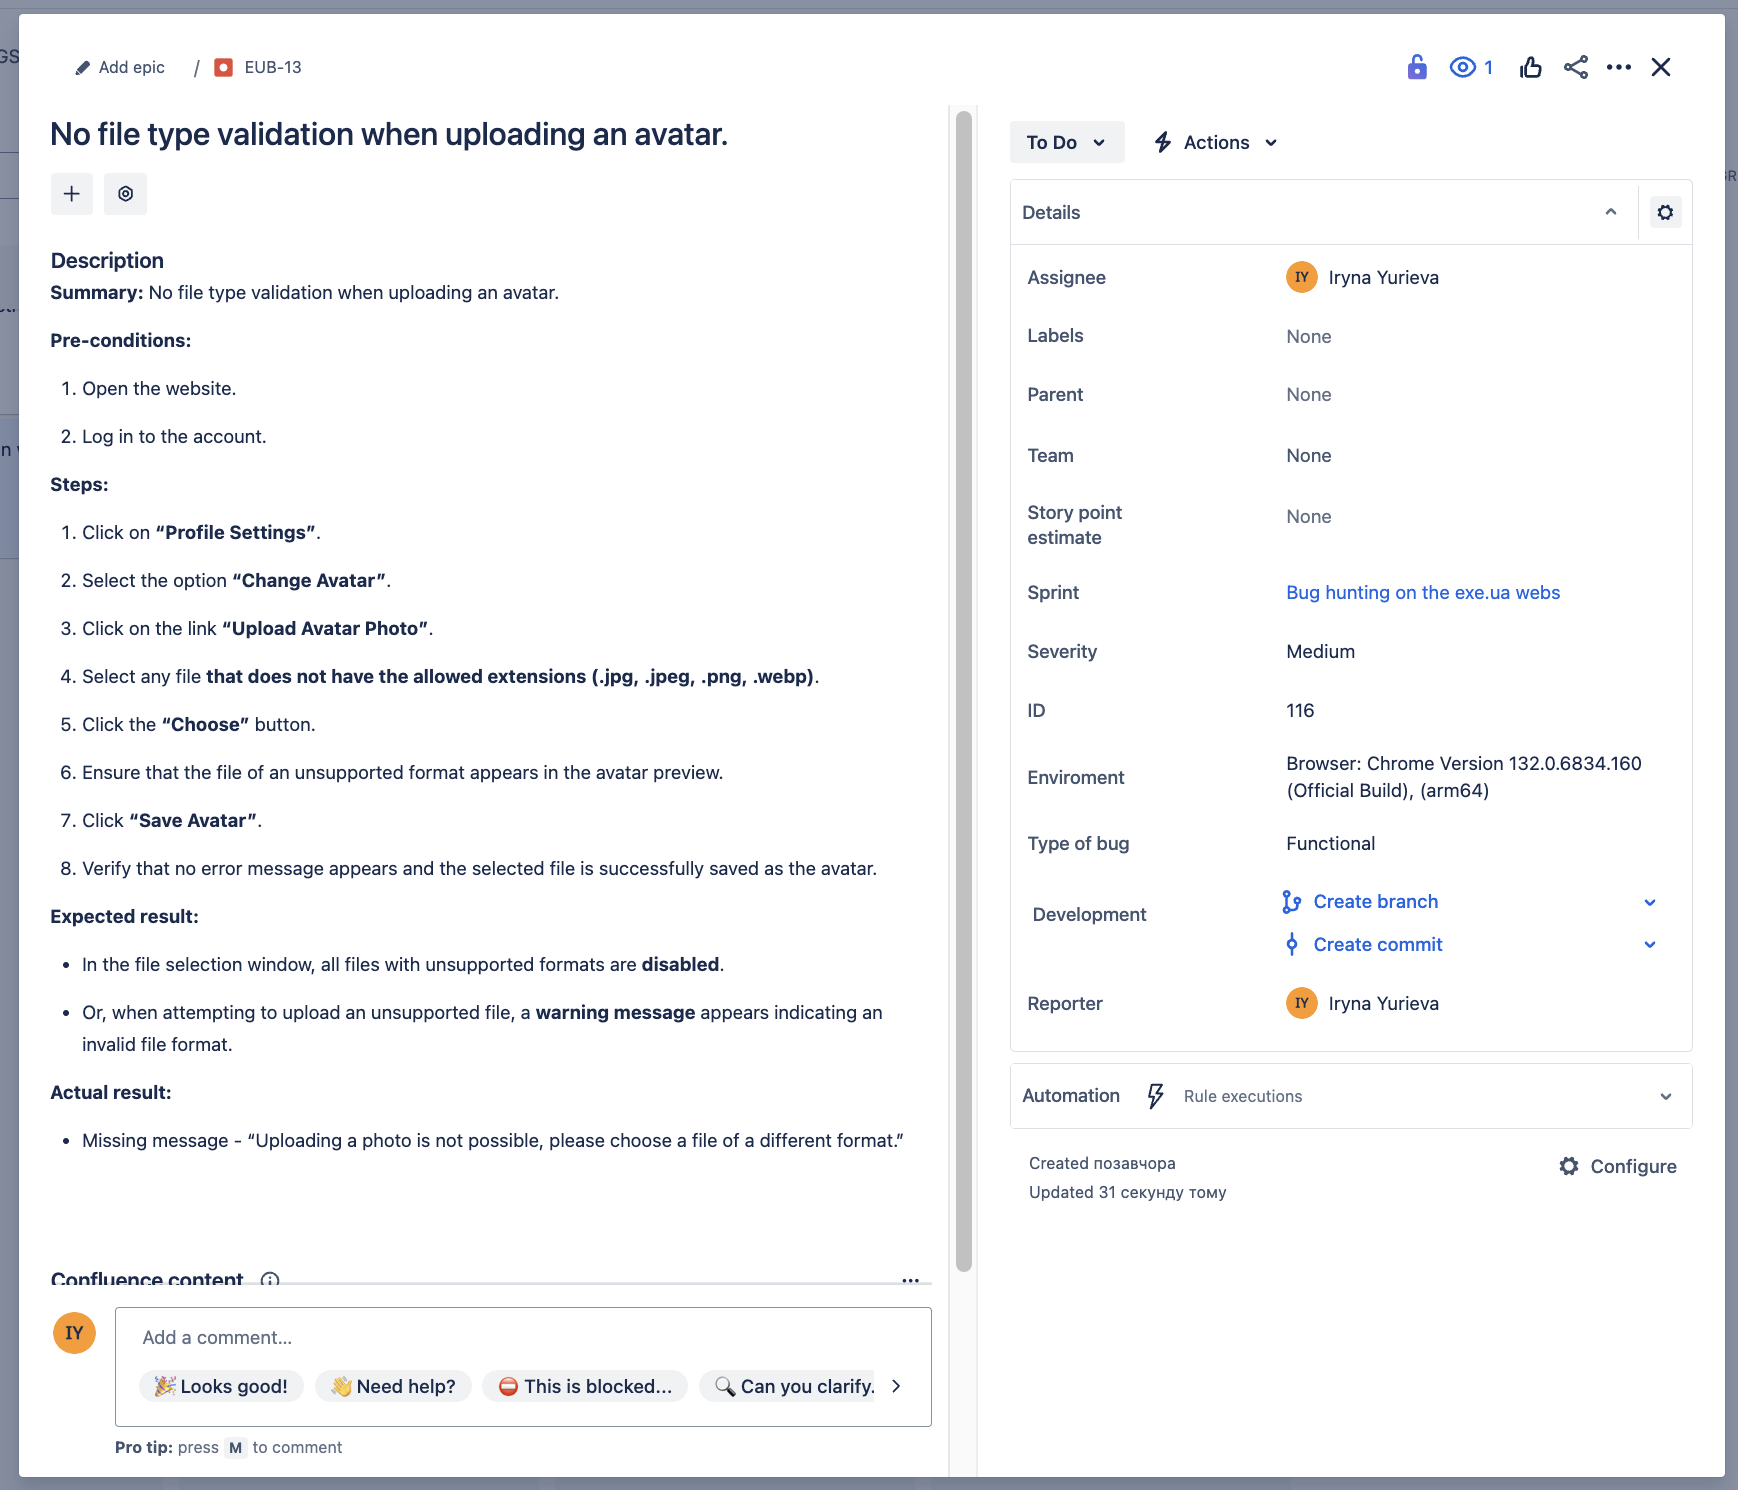 Add epic / EUB-13
1
No file type validation when uploading an avatar.
Description
Summary: No file type validation when uploading an avatar.
Pre-conditions:
1. Open the website.
2. Log in to the account.
Steps:
1. Click on “Profile Settings”.
2. Select the option “Change Avatar”.
3. Click on the link “Upload Avatar Photo”.
4. Select any file that does not have the allowed extensions (.jpg, .jpeg, .png, .webp).
5. Click the “Choose” button.
6. Ensure that the file of an unsupported format appears in the avatar preview.
7. Click “Save Avatar”.
8. Verify that no error message appears and the selected file is successfully saved as the avatar.
Expected result:
• In the file selection window, all files with unsupported formats are disabled.
• Or, when attempting to upload an unsupported file, a warning message appears indicating an
invalid file format.
Actual result:
• Missing message - “Uploading a photo is not possible, please choose a file of a different format.”
Confluence content
IY
Add a comment...
Looks good!
Need help?
This is blocked...
Can you clarify.
Pro tip: press M to comment
To Do
Actions
Details
Assignee
IY Iryna Yurieva
Labels
None
Parent
None
Team
None
Story point
estimate
None
Sprint
Bug hunting on the exe.ua webs
Severity
Medium
ID
116
Enviroment
Browser: Chrome Version 132.0.6834.160
(Official Build), (arm64)
Type of bug
Functional
Development
Create branch
Create commit
Reporter
IY Iryna Yurieva
Automation
Rule executions
Created позавчора
Updated 31 секунду тому
Configure